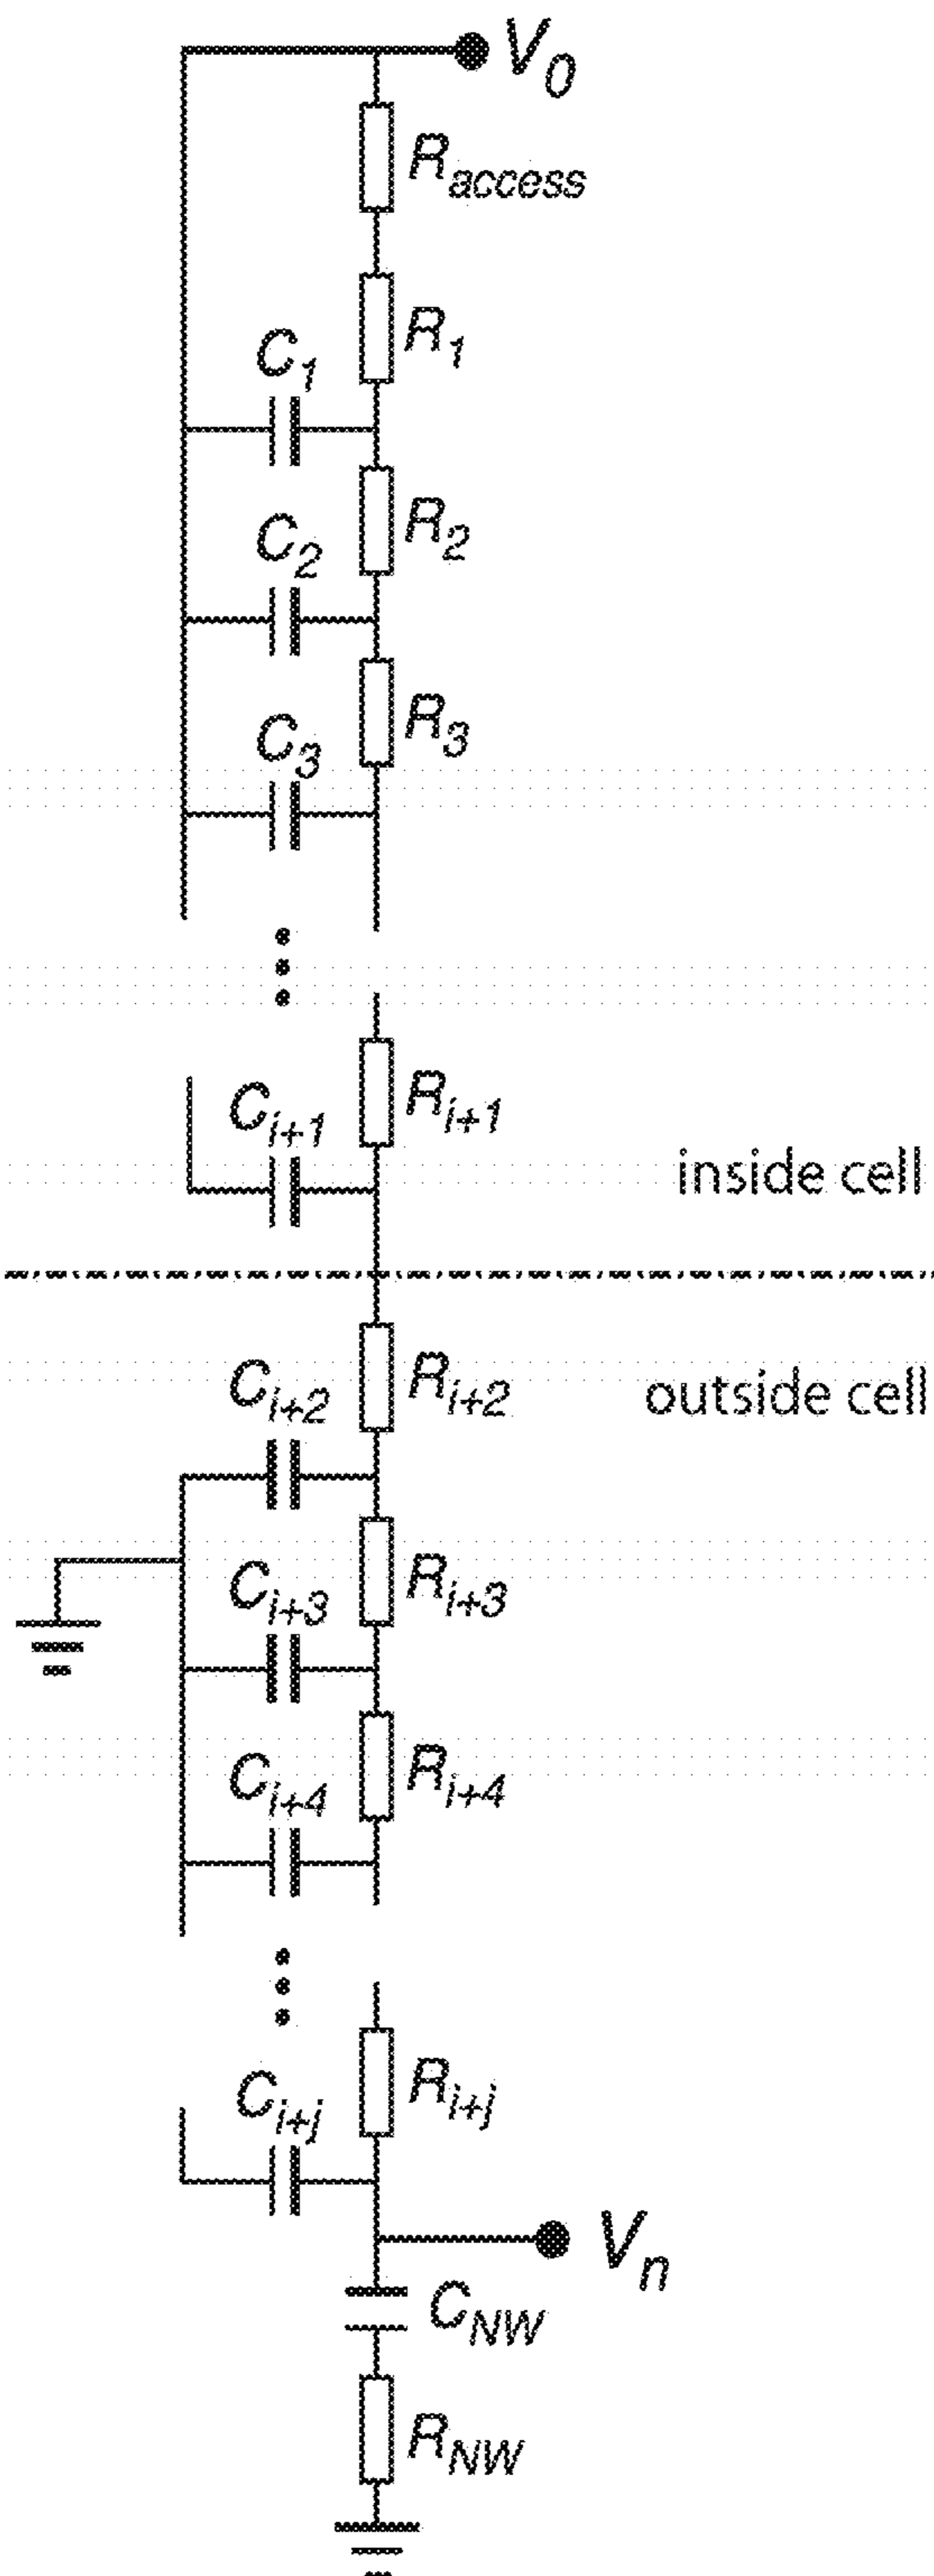 V0
Raccess
R1
C1
R2
C2
R3
C3
Ri+1
Ci+1
inside cell
Ri+2
Ci+2
outside cell
Ri+3
Ci+3
Ri+4
Ci+4
Ri+j
Ci+j
Vn
CNW
RNW